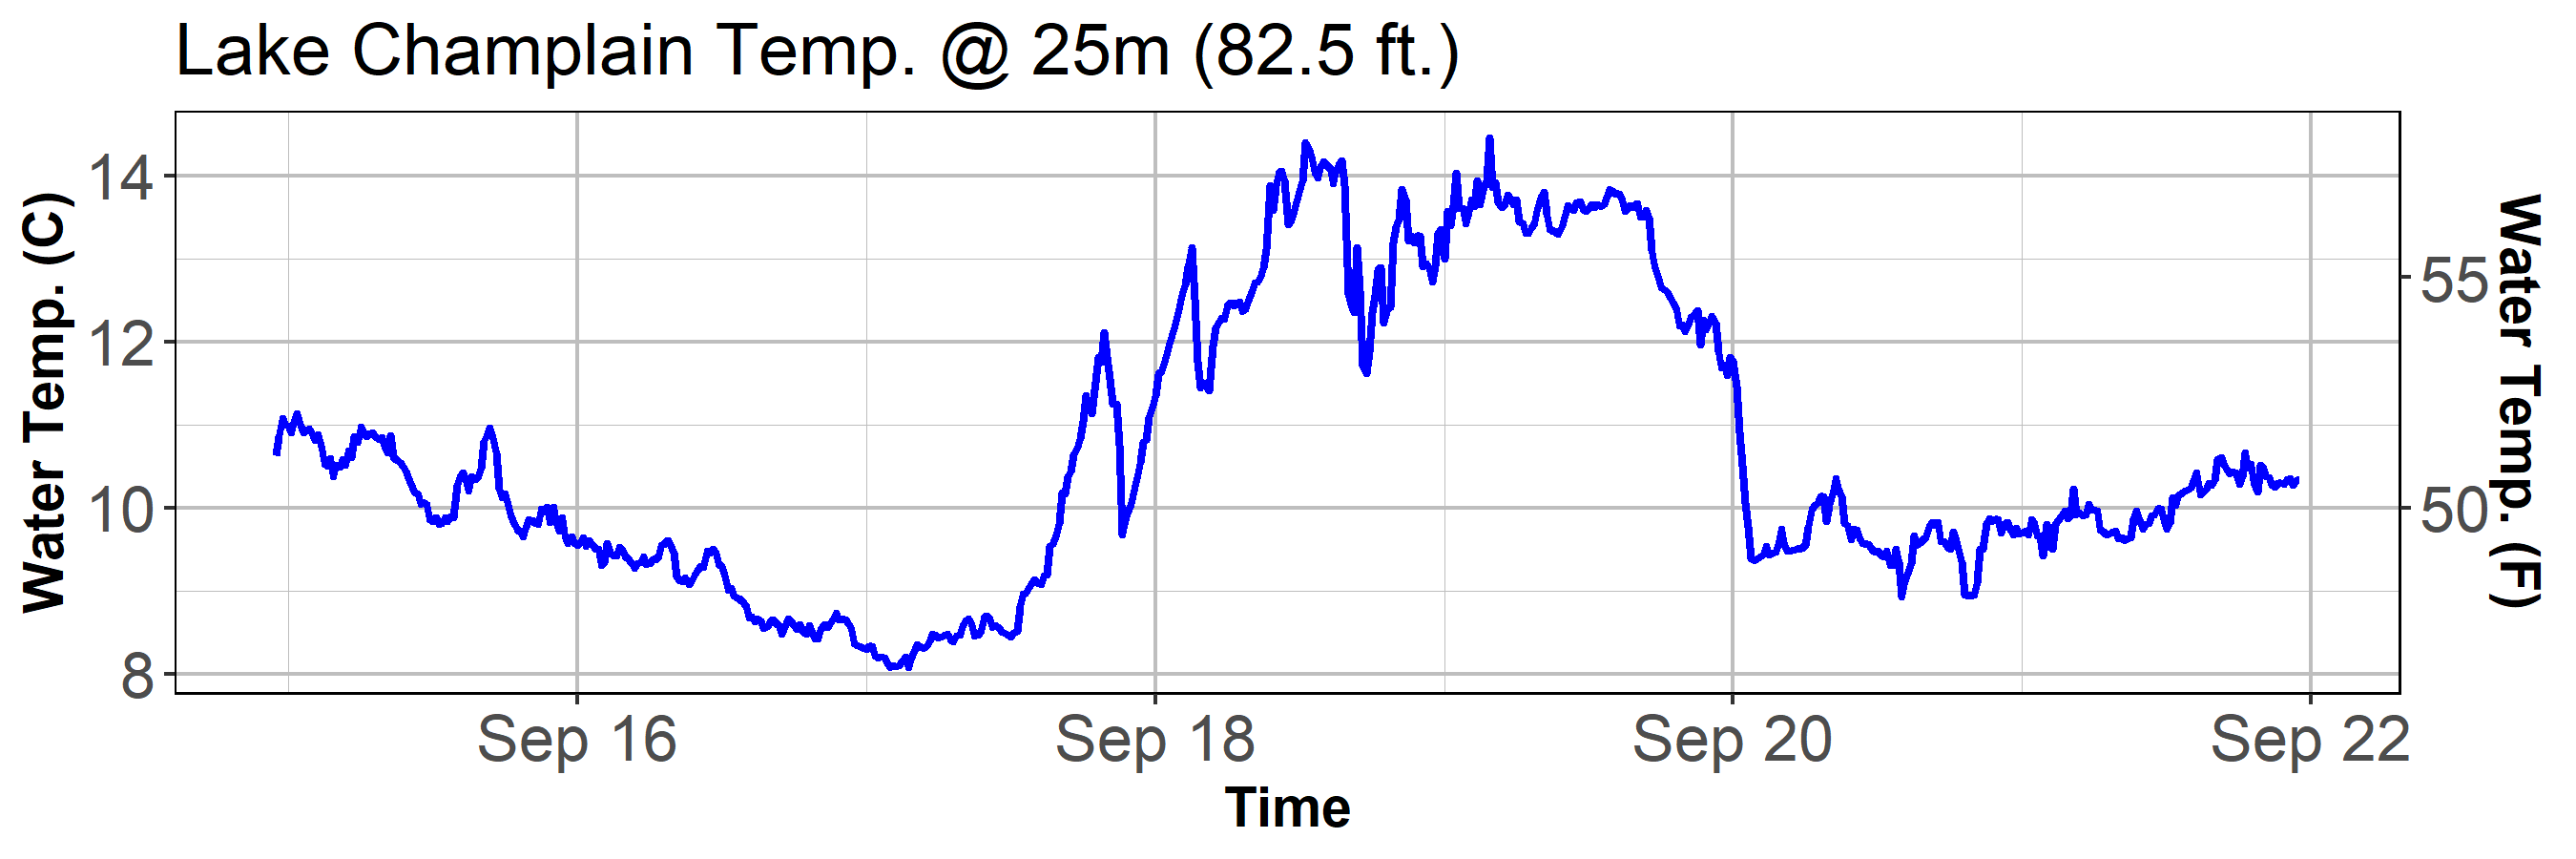 Lake Champlain Temp. @ 25m (82.5 ft.)
Water Temp. (C)
14
12
10
8
55
50
Water Temp. (F)
Sep 16 Sep 18 Sep 20 Sep 22
Time